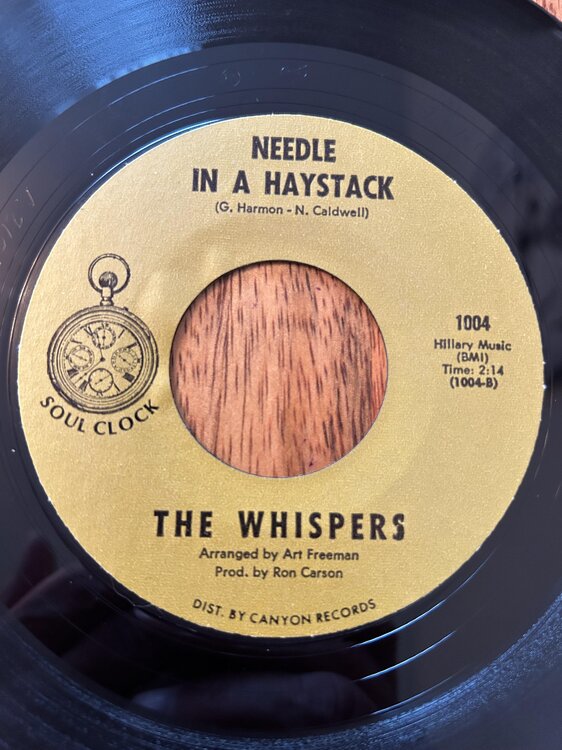 NEEDLE
IN A HAYSTACK
(G. Harmon - N. Caldwell)
SOUL CLOCK
1004
Hillary Music
(BMI)
Time: 2:14
(1004-B)
THE WHISPERS
Arranged by Art Freeman
Prod. by Ron Carson
DIST. BY CANYON RECORDS